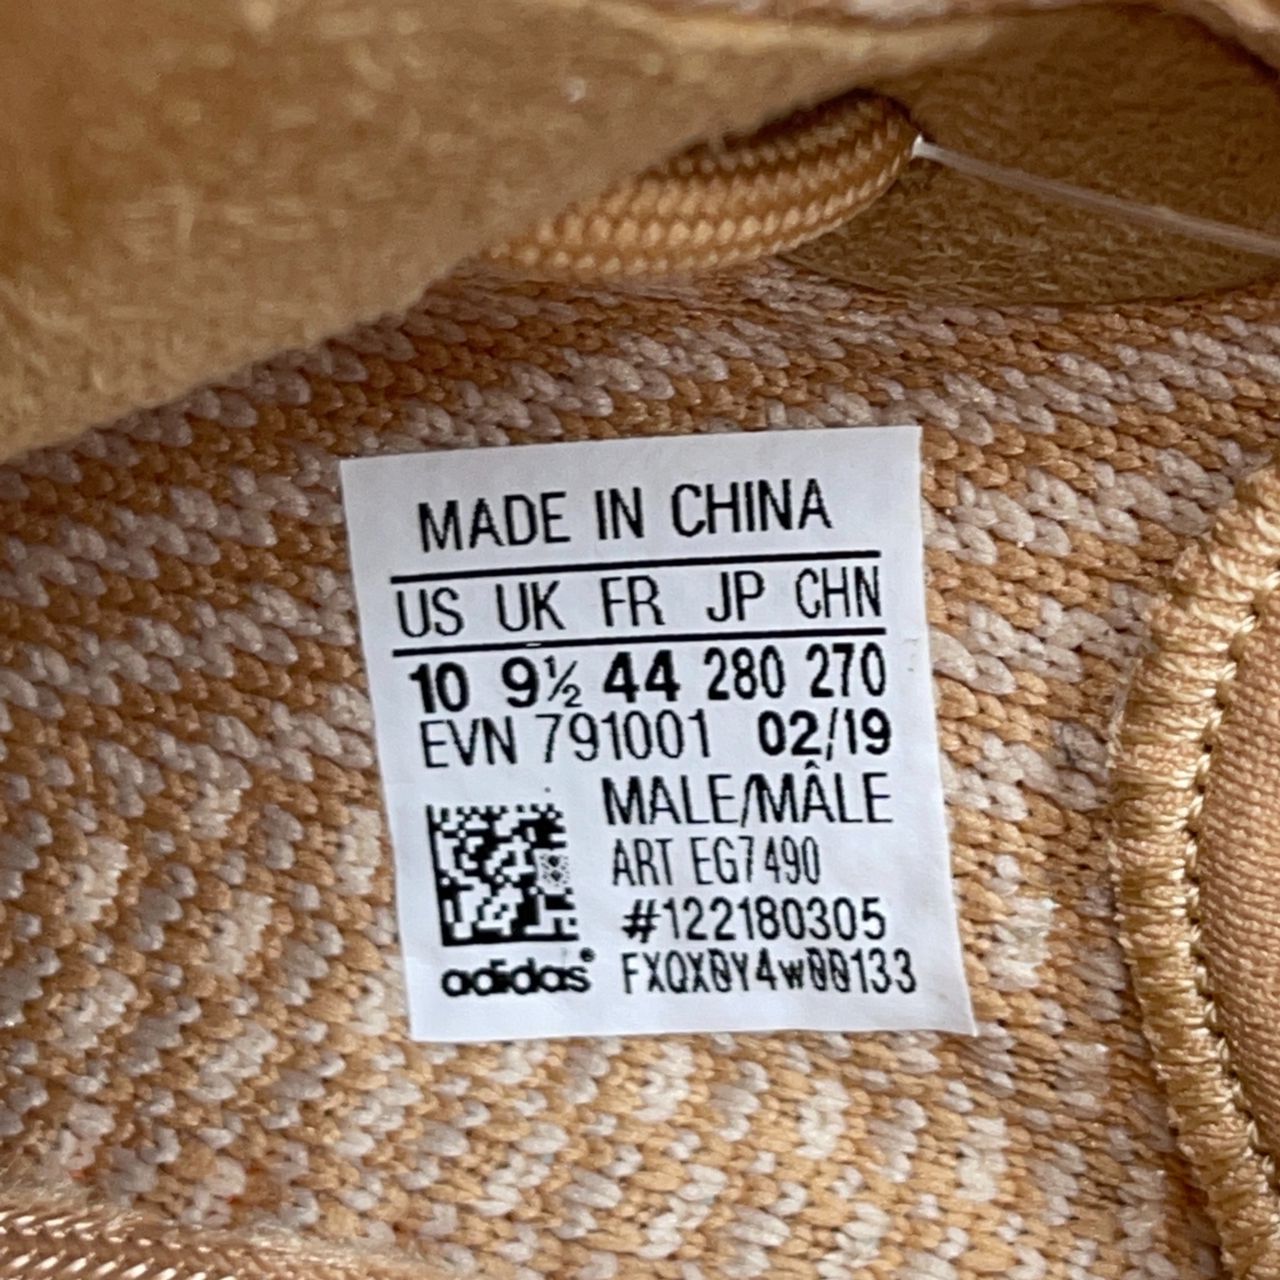 MADE IN CHINA
US UK FR JP CHN
10 9½ 44 280 270
EVN 791001 02/19
MALE/MÂLE
ART EG7490
#122180305
adidas® FXQX0Y4w00133